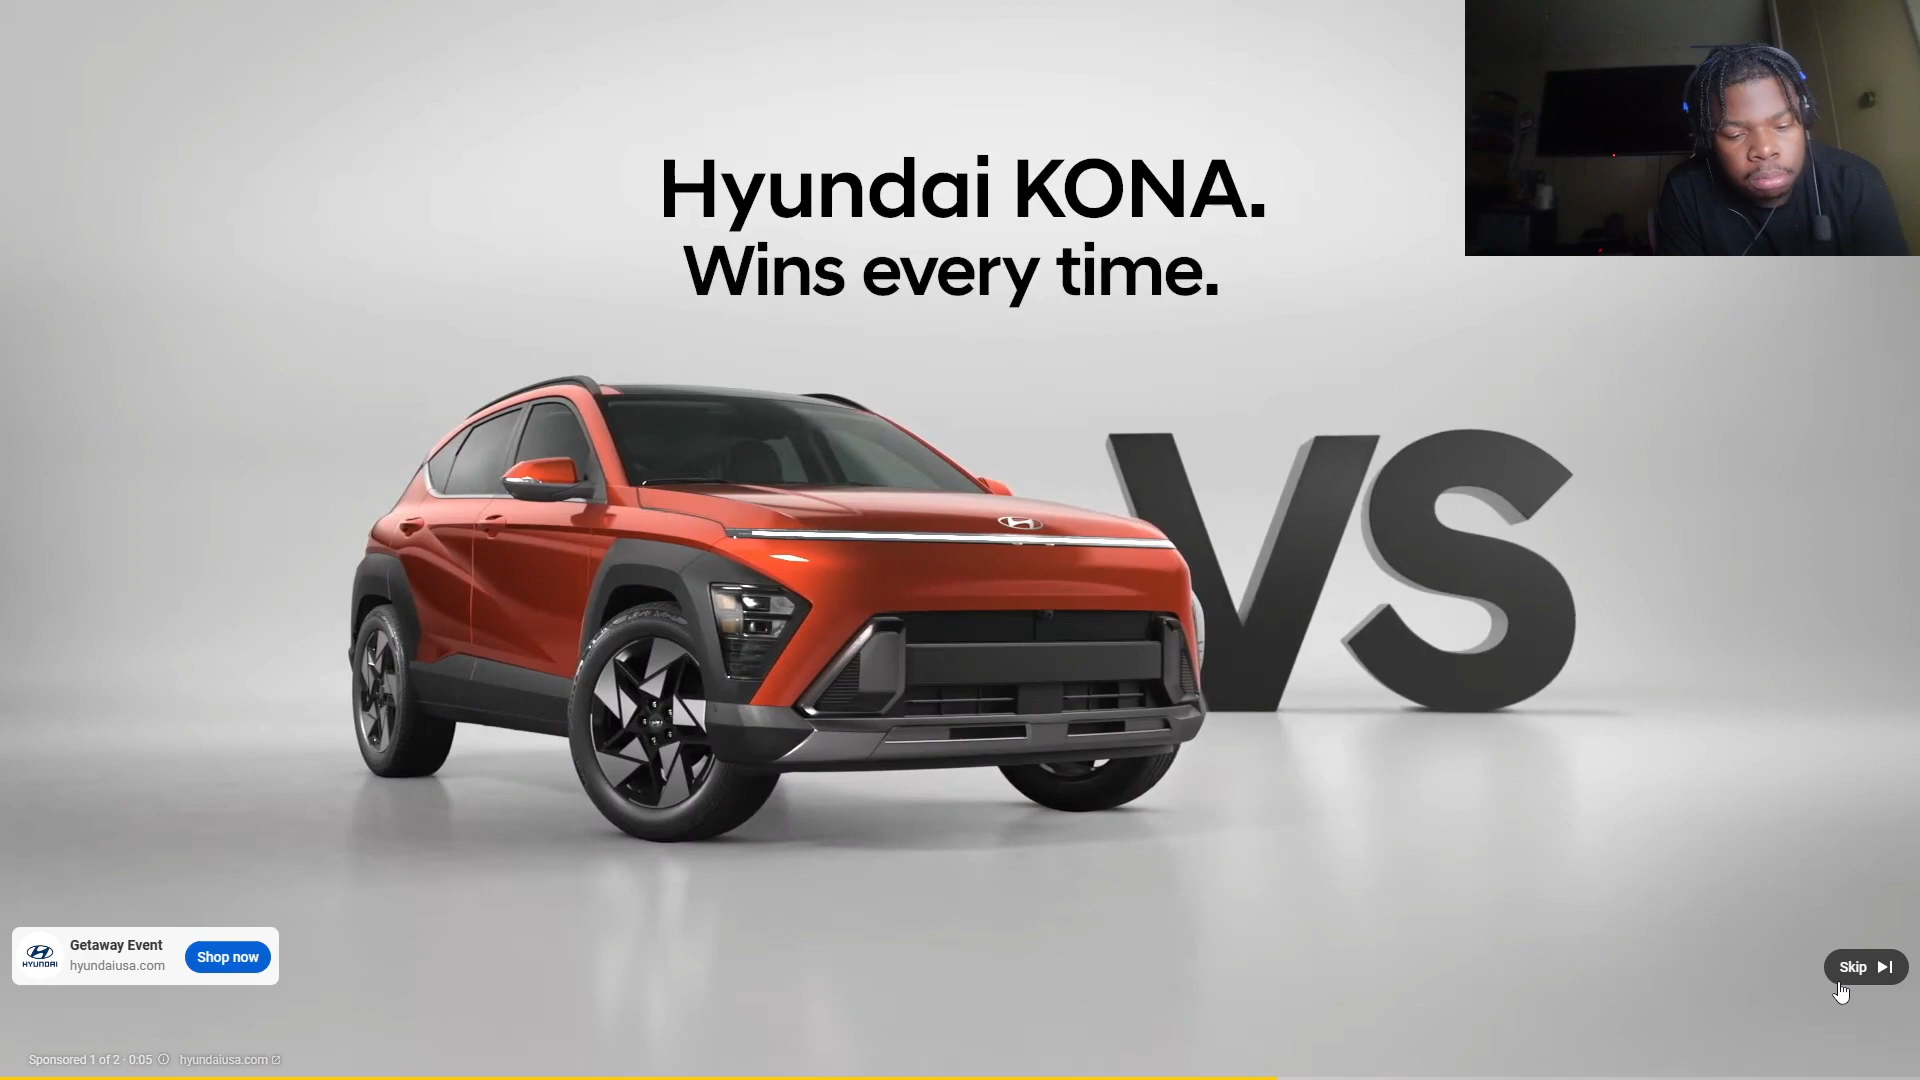 Hyundai KONA.
Wins every time.
VS
HYUNDAI
Getaway Event
hyundaiusa.com
Shop now
Skip
Sponsored 1 of 2 · 0:05
hyundaiusa.com